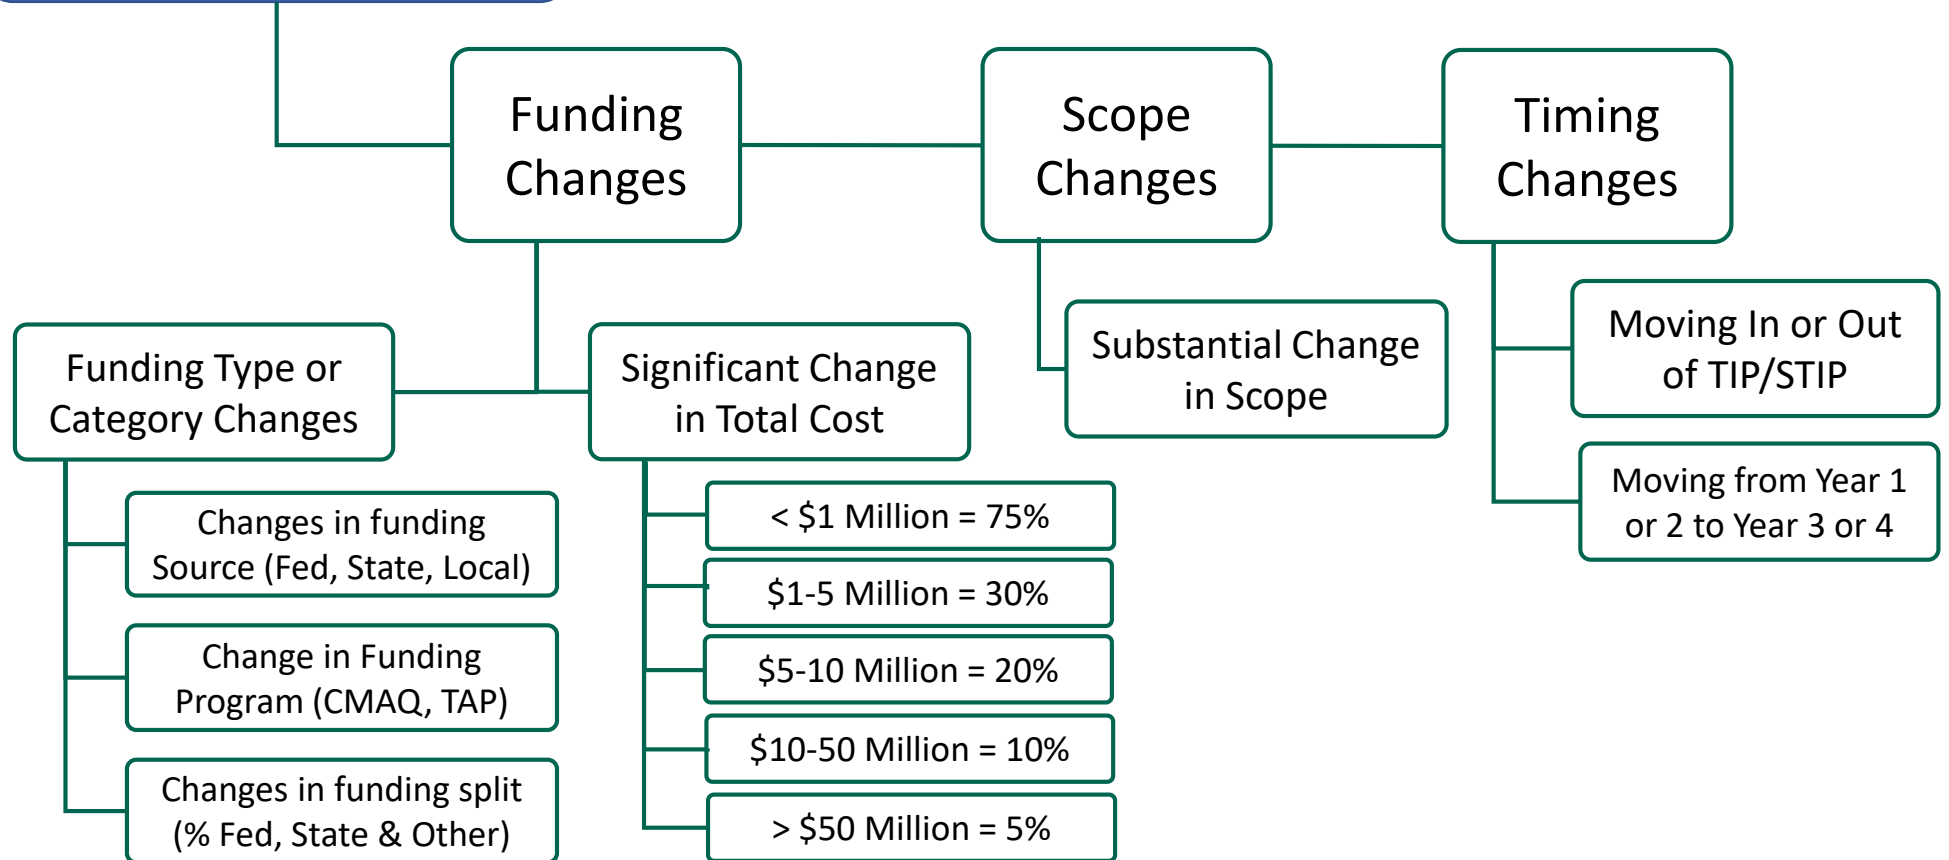 Funding
Changes
Scope
Changes
Timing
Changes
Funding Type or
Category Changes
Changes in funding
Source (Fed, State, Local)
Change in Funding
Program (CMAQ, TAP)
Changes in funding split
(% Fed, State & Other)
Significant Change
in Total Cost
< $1 Million = 75%
$1-5 Million = 30%
$5-10 Million = 20%
$10-50 Million = 10%
> $50 Million = 5%
Substantial Change
in Scope
Moving In or Out
of TIP/STIP
Moving from Year 1
or 2 to Year 3 or 4